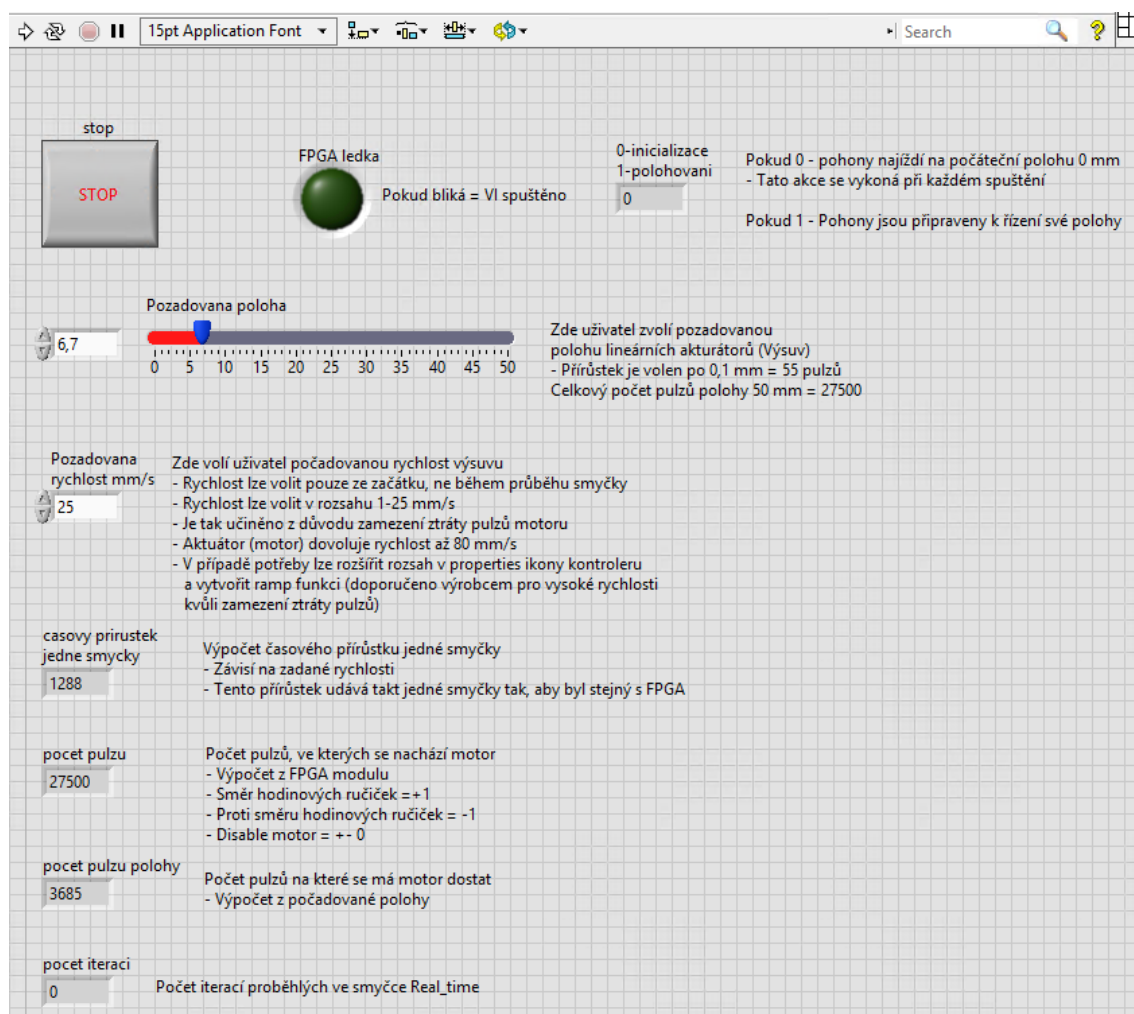 15pt Application Font
Search
stop
STOP
FPGA ledka
Pokud bliká = VI spuštěno
0-inicializace
1-polohovani
0
Pokud 0 - pohony najíždí na počáteční polohu 0 mm
- Tato akce se vykoná při každém spuštění
Pokud 1 - Pohony jsou připraveny k řízení své polohy
Pozadovana poloha
6,7
0 5 10 15 20 25 30 35 40 45 50
Zde uživatel zvolí pozadovanou
polohu lineárních akturátorů (Výsuv)
- Přírůstek je volen po 0,1 mm = 55 pulzů
Celkový počet pulzů polohy 50 mm = 27500
Pozadovana
rychlost mm/s
25
Zde volí uživatel počadovanou rychlost výsuvu
- Rychlost lze volit pouze ze začátku, ne během průběhu smyčky
- Rychlost lze volit v rozsahu 1-25 mm/s
- Je tak učiněno z důvodu zamezení ztráty pulzů motoru
- Aktuátor (motor) dovoluje rychlost až 80 mm/s
- V případě potřeby lze rozšířit rozsah v properties ikony kontroleru
a vytvořit ramp funkci (doporučeno výrobcem pro vysoké rychlosti
kvůli zamezení ztráty pulzů)
casovy prirustek
jedne smycky
1288
Výpočet časového přírůstku jedné smyčky
- Závisí na zadané rychlosti
- Tento přírůstek udává takt jedné smyčky tak, aby byl stejný s FPGA
pocet pulzu
27500
Počet pulzů, ve kterých se nachází motor
- Výpočet z FPGA modulu
- Směr hodinových ručiček =+1
- Proti směru hodinových ručiček = -1
- Disable motor = +- 0
pocet pulzu polohy
3685
Počet pulzů na které se má motor dostat
- Výpočet z počadované polohy
pocet iteraci
0
Počet iterací proběhlých ve smyčce Real_time